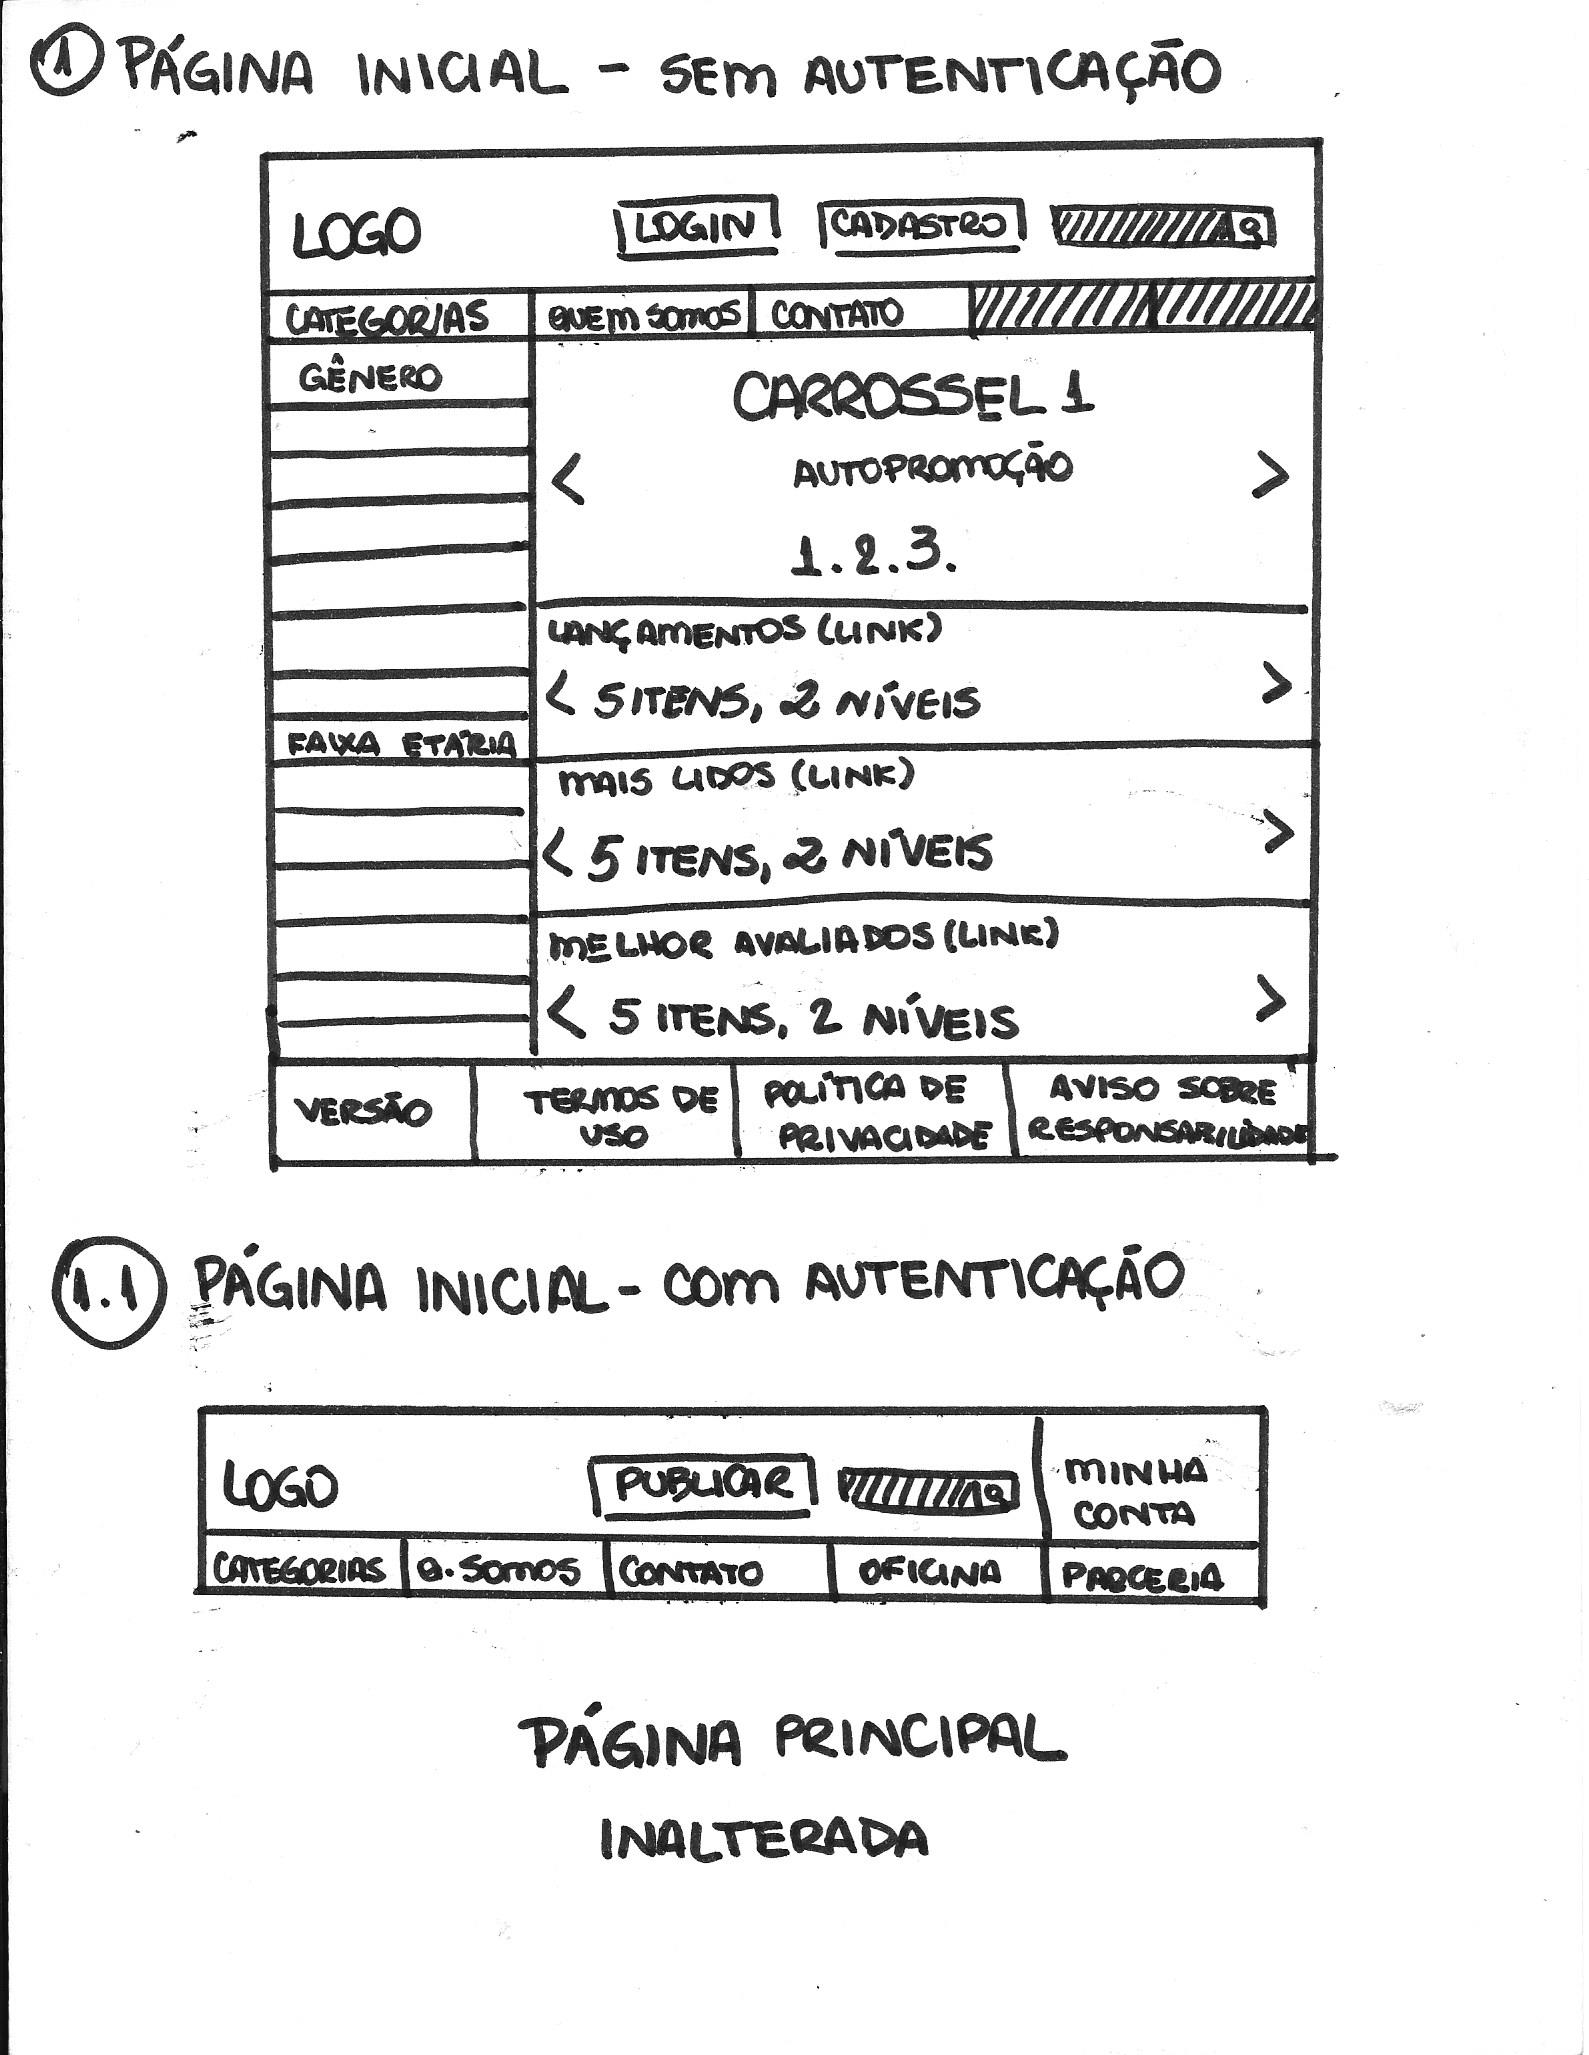 1 PÁGINA INICIAL - SEM AUTENTICAÇÃO
LOGO LOGIN CADASTRO
CATEGORIAS QUEM SOMOS CONTATO
GÊNERO
CARROSSEL 1
< AUTOPROMOÇÃO >
1.2.3.
LANÇAMENTOS (LINK)
< 5 ITENS, 2 NÍVEIS >
FAIXA ETÁRIA
MAIS LIDOS (LINK)
< 5 ITENS, 2 NÍVEIS >
MELHOR AVALIADOS (LINK)
< 5 ITENS, 2 NÍVEIS >
VERSÃO
TERMOS DE
USO
POLÍTICA DE
PRIVACIDADE
AVISO SOBRE
RESPONSABILIDADE
1.1 PÁGINA INICIAL - COM AUTENTICAÇÃO
LOGO PUBLICAR
MINHA
CONTA
CATEGORIAS Q. SOMOS CONTATO OFICINA PARCERIA
PÁGINA PRINCIPAL
INALTERADA